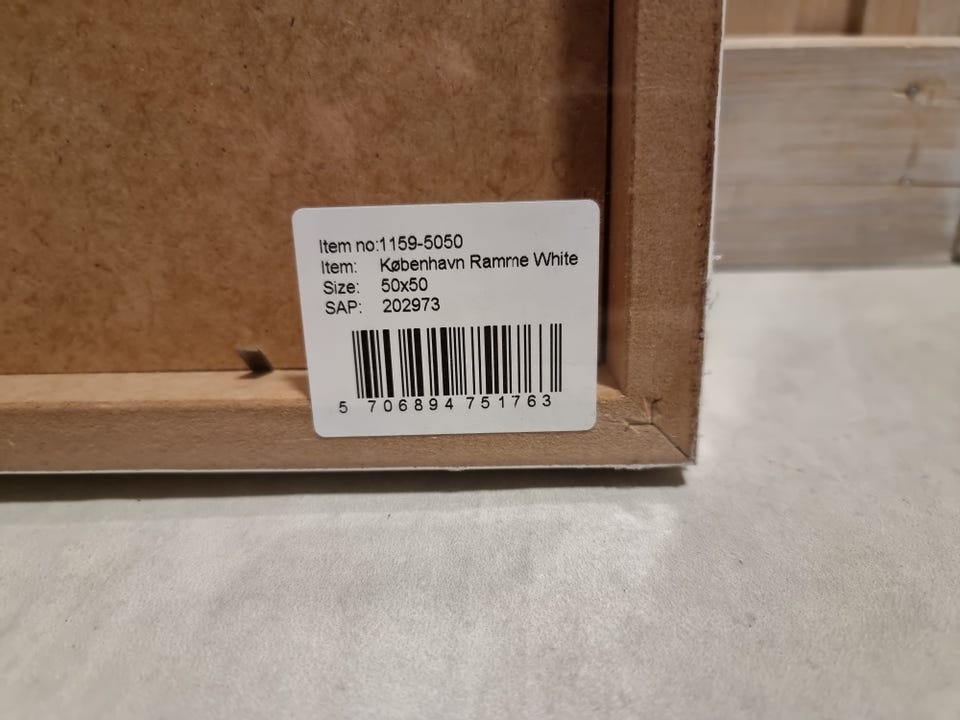 Item no:1159-5050
Item: København Ramme White
Size: 50x50
SAP: 202973
5 706894 751763